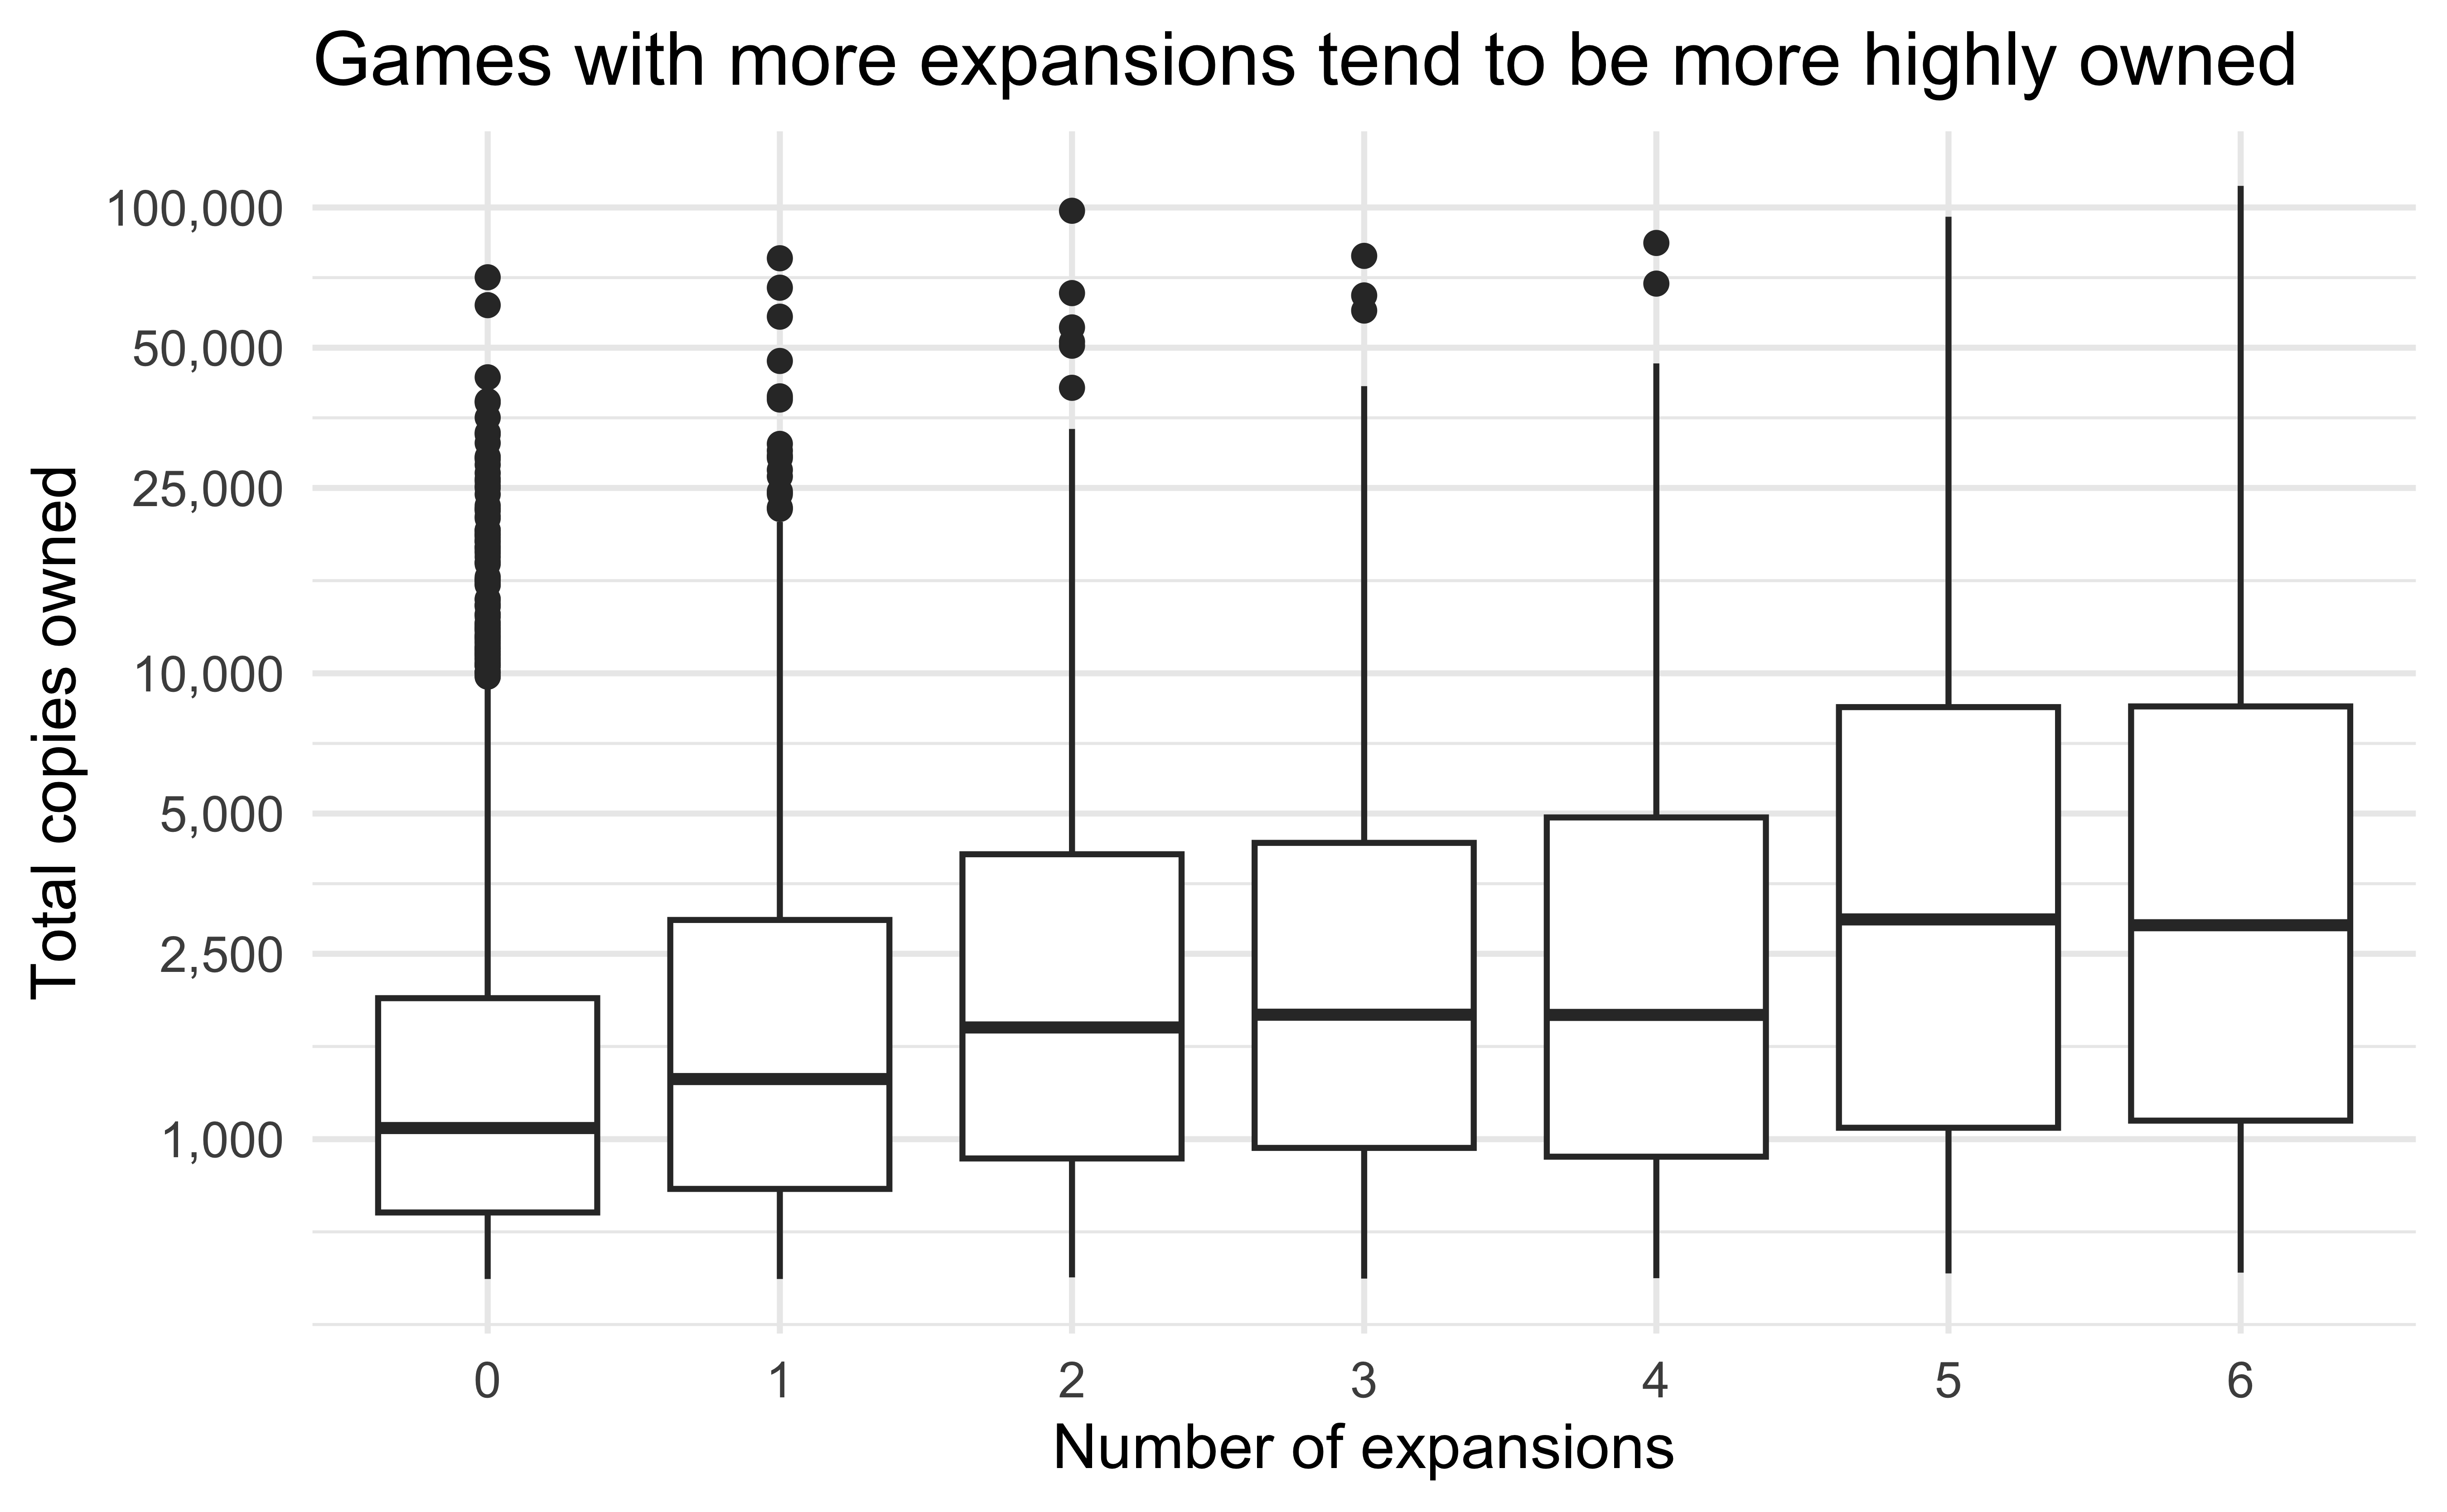 Games with more expansions tend to be more highly owned
Total copies owned
100,000
50,000
25,000
10,000
5,000
2,500
1,000
0 1 2 3 4 5 6
Number of expansions